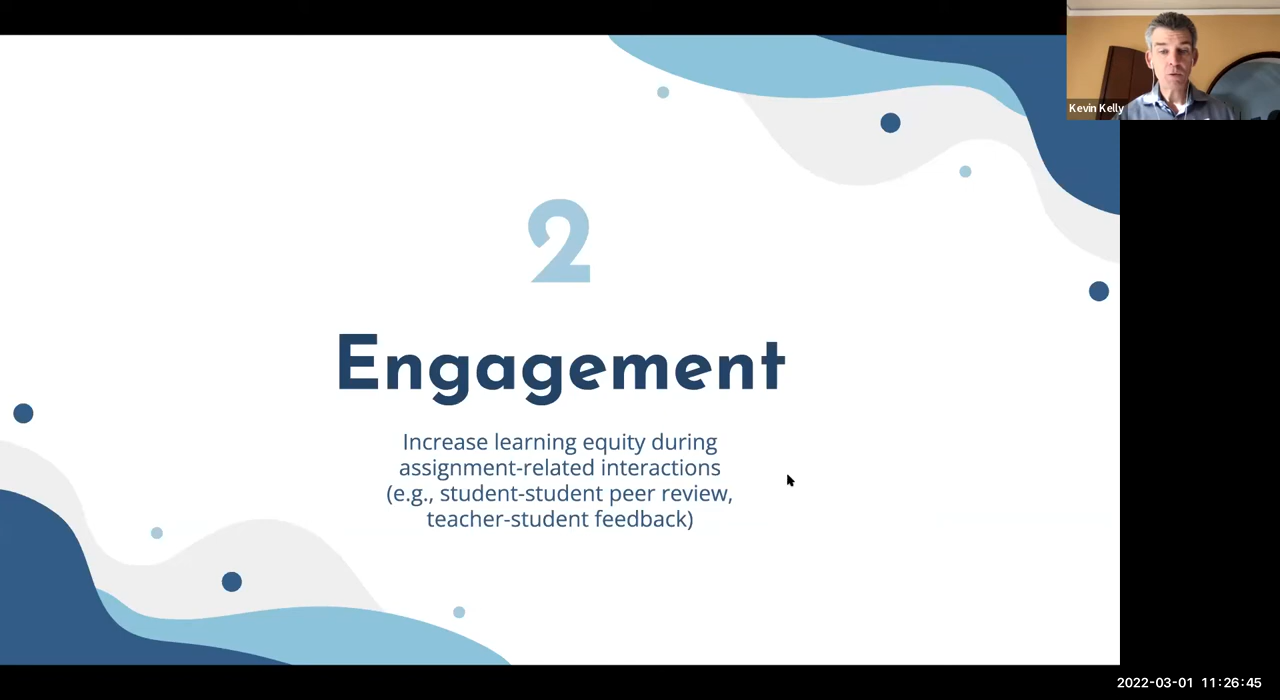 Kevin Kelly
2
Engagement
Increase learning equity during
assignment-related interactions
(e.g., student-student peer review,
teacher-student feedback)
2022-03-01 11:26:45